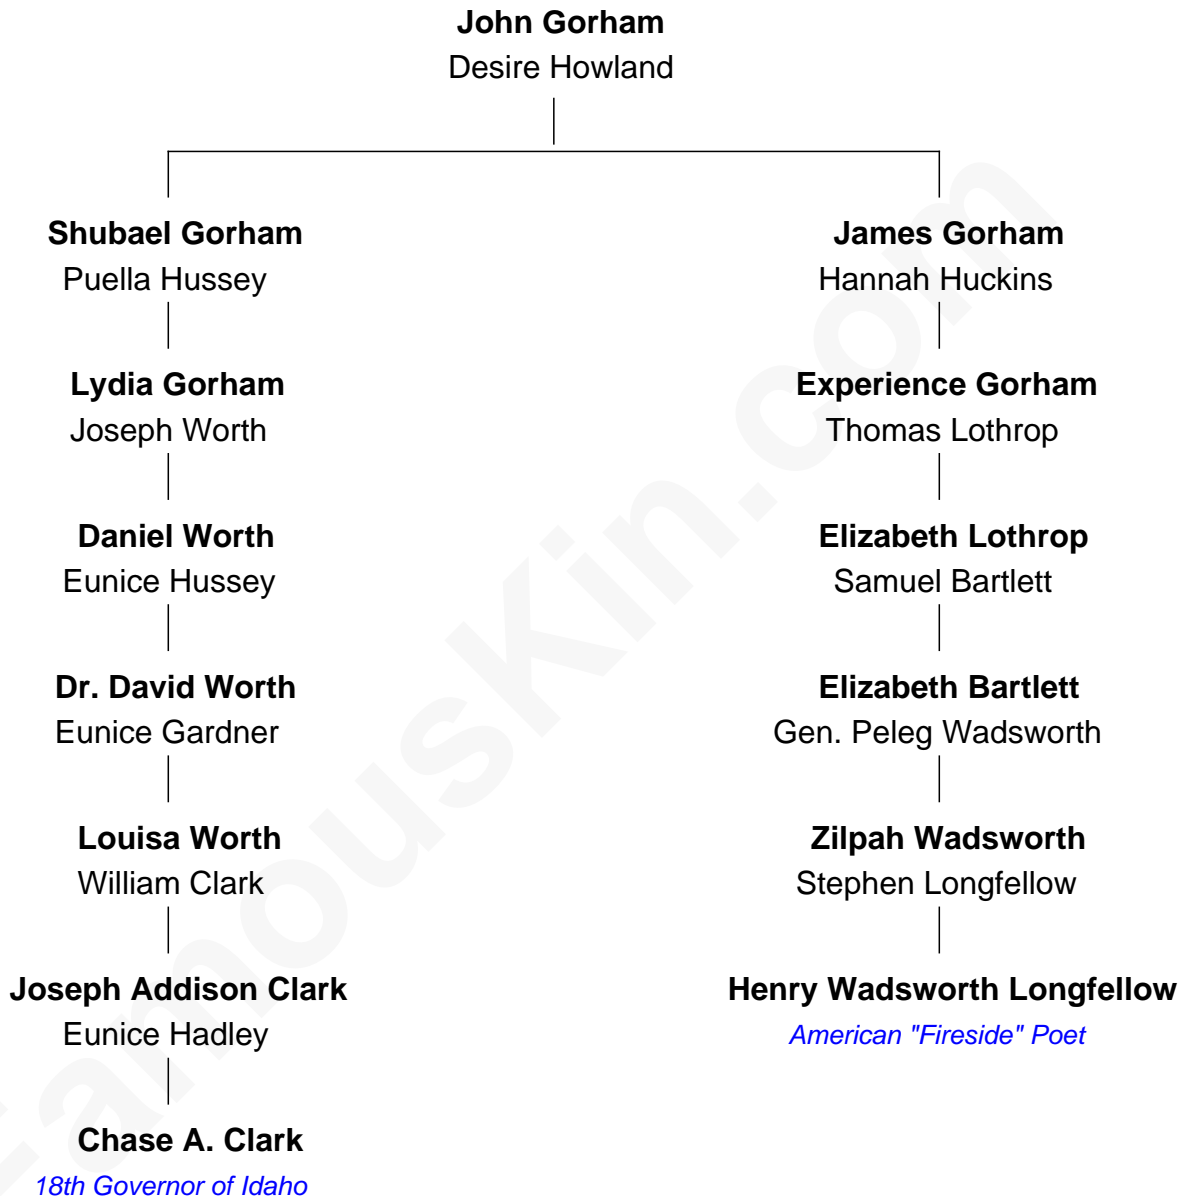 John Gorham
Desire Howland
Shubael Gorham
Puella Hussey
James Gorham
Hannah Huckins
Lydia Gorham
Joseph Worth
Experience Gorham
Thomas Lothrop
Daniel Worth
Eunice Hussey
Elizabeth Lothrop
Samuel Bartlett
Dr. David Worth
Eunice Gardner
Elizabeth Bartlett
Gen. Peleg Wadsworth
Louisa Worth
William Clark
Zilpah Wadsworth
Stephen Longfellow
Joseph Addison Clark
Eunice Hadley
Henry Wadsworth Longfellow
American "Fireside" Poet
Chase A. Clark
18th Governor of Idaho
FamousKin.com